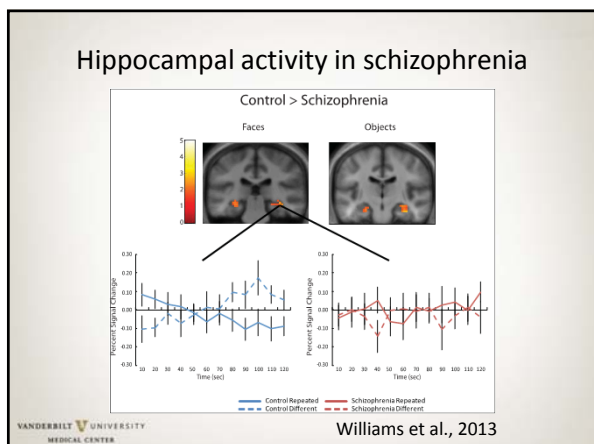 Hippocampal activity in schizophrenia
Control > Schizophrenia
Faces
Objects
5
4
3
2
1
0
Percent Signal Change
0.30
0.20
0.10
0.00
-0.10
-0.20
-0.30
10 20 30 40 50 60 70 80 90 100 110 120
Time (sec)
Percent Signal Change
0.30
0.20
0.10
0.00
-0.10
-0.20
-0.30
10 20 30 40 50 60 70 80 90 100 110 120
Time (sec)
Control Repeated
Control Different
Schizophrenia Repeated
Schizophrenia Different
VANDERBILT V UNIVERSITY
MEDICAL CENTER
Williams et al., 2013